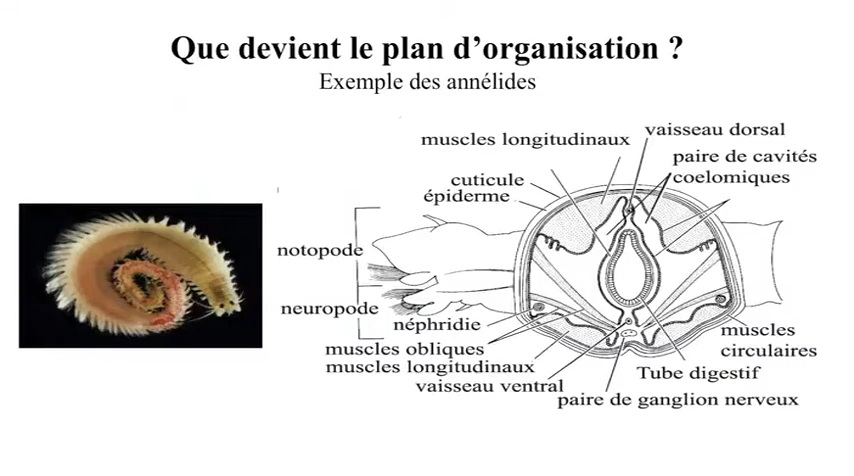 Que devient le plan d’organisation ?
Exemple des annélides
muscles longitudinaux
vaisseau dorsal
paire de cavités
coelomiques
cuticule
épiderme
notopode
neuropode
néphridie
muscles obliques
muscles longitudinaux
vaisseau ventral
paire de ganglion nerveux
Tube digestif
muscles
circulaires